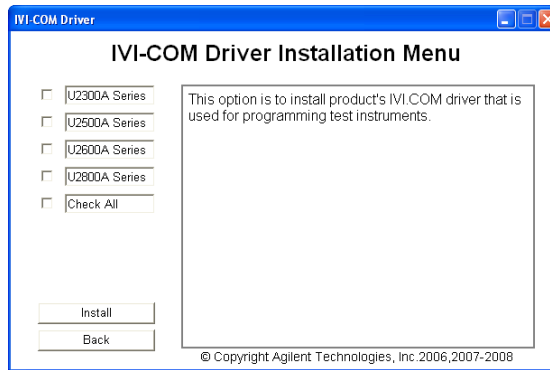 IVI-COM Driver
IVI-COM Driver Installation Menu
U2300A Series
U2500A Series
U2600A Series
U2800A Series
Check All
This option is to install product's IVI.COM driver that is
used for programming test instruments.
Install
Back
© Copyright Agilent Technologies, Inc.2006,2007-2008